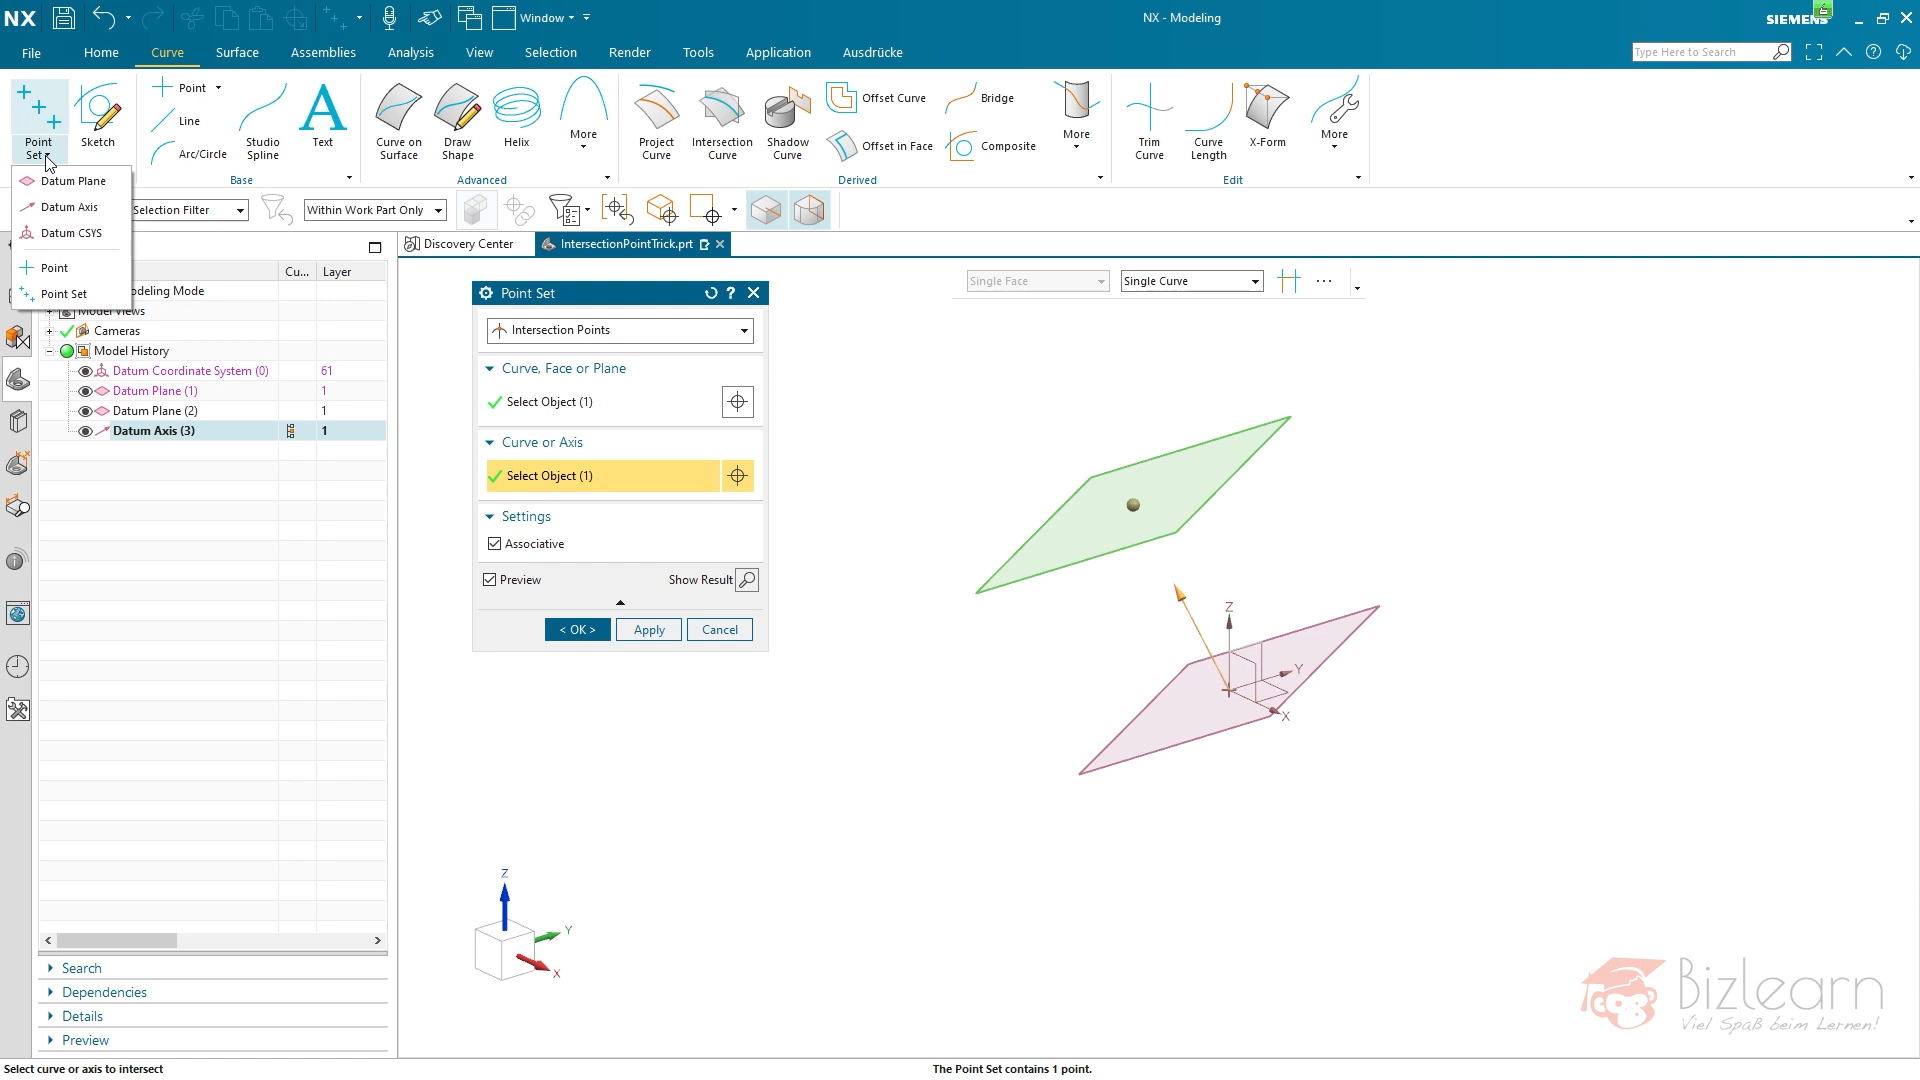 NX
Window
NX - Modeling
SIEMENS
File
Home
Curve
Surface
Assemblies
Analysis
View
Selection
Render
Tools
Application
Ausdrücke
Type Here to Search
Point
Set
Sketch
Point
Line
Arc/Circle
Studio
Spline
Text
Base
Curve on
Surface
Draw
Shape
Helix
More
Advanced
Project
Curve
Intersection
Curve
Shadow
Curve
Offset Curve
Offset in Face
Bridge
Composite
More
Derived
Trim
Curve
Curve
Length
X-Form
More
Edit
Datum Plane
Datum Axis
Datum CSYS
Point
Point Set
Selection Filter
Within Work Part Only
Discovery Center
IntersectionPointTrick.prt
Cu...
Layer
odeling Mode
Model Views
Cameras
Model History
Datum Coordinate System (0)
61
Datum Plane (1)
1
Datum Plane (2)
1
Datum Axis (3)
1
Single Face
Single Curve
Point Set
Intersection Points
Curve, Face or Plane
Select Object (1)
Curve or Axis
Select Object (1)
Settings
Associative
Preview
Show Result
< OK >
Apply
Cancel
Z
Y
X
Z
Y
X
Search
Dependencies
Details
Preview
Bizlearn
Viel Spaß beim Lernen!
Select curve or axis to intersect
The Point Set contains 1 point.